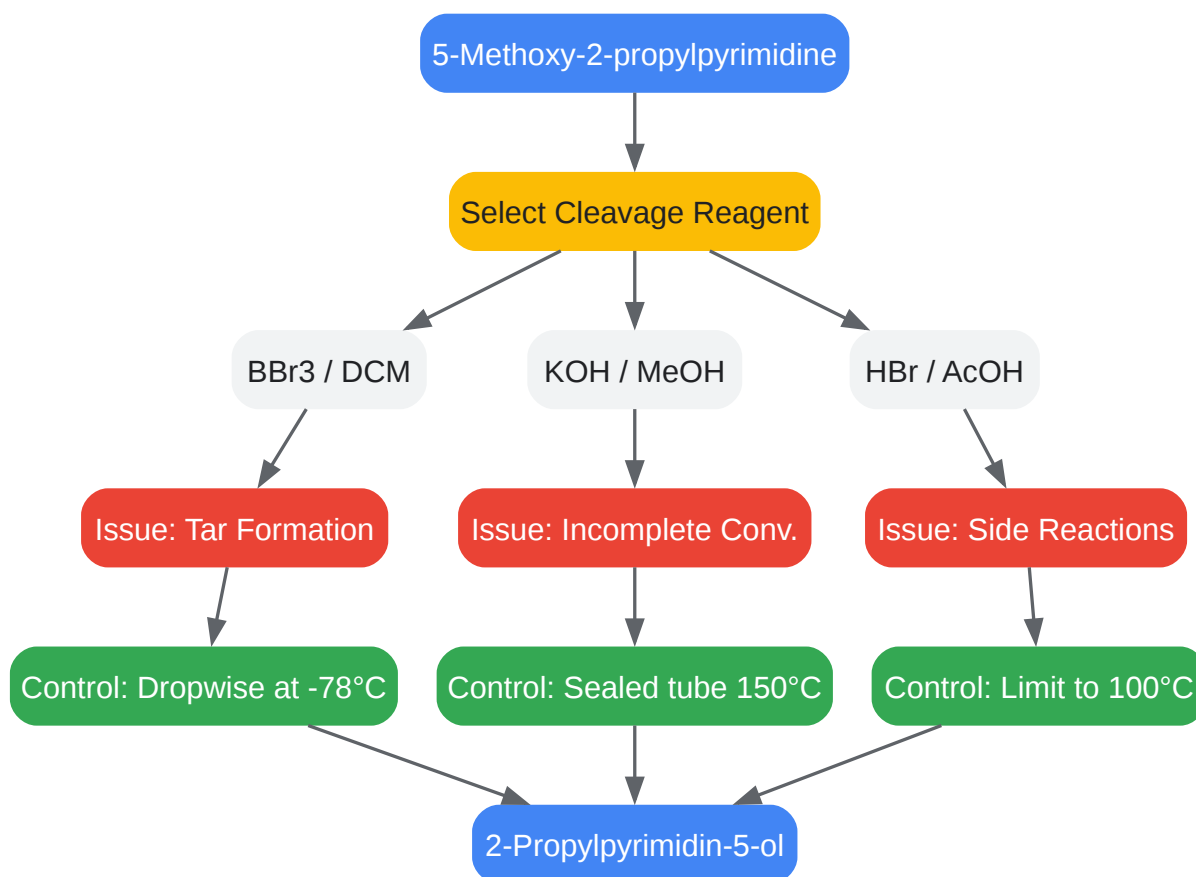 5-Methoxy-2-propylpyrimidine
Select Cleavage Reagent
BBr3 / DCM
KOH / MeOH
HBr / AcOH
Issue: Tar Formation
Issue: Incomplete Conv.
Issue: Side Reactions
Control: Dropwise at -78°C
Control: Sealed tube 150°C
Control: Limit to 100°C
2-Propylpyrimidin-5-ol